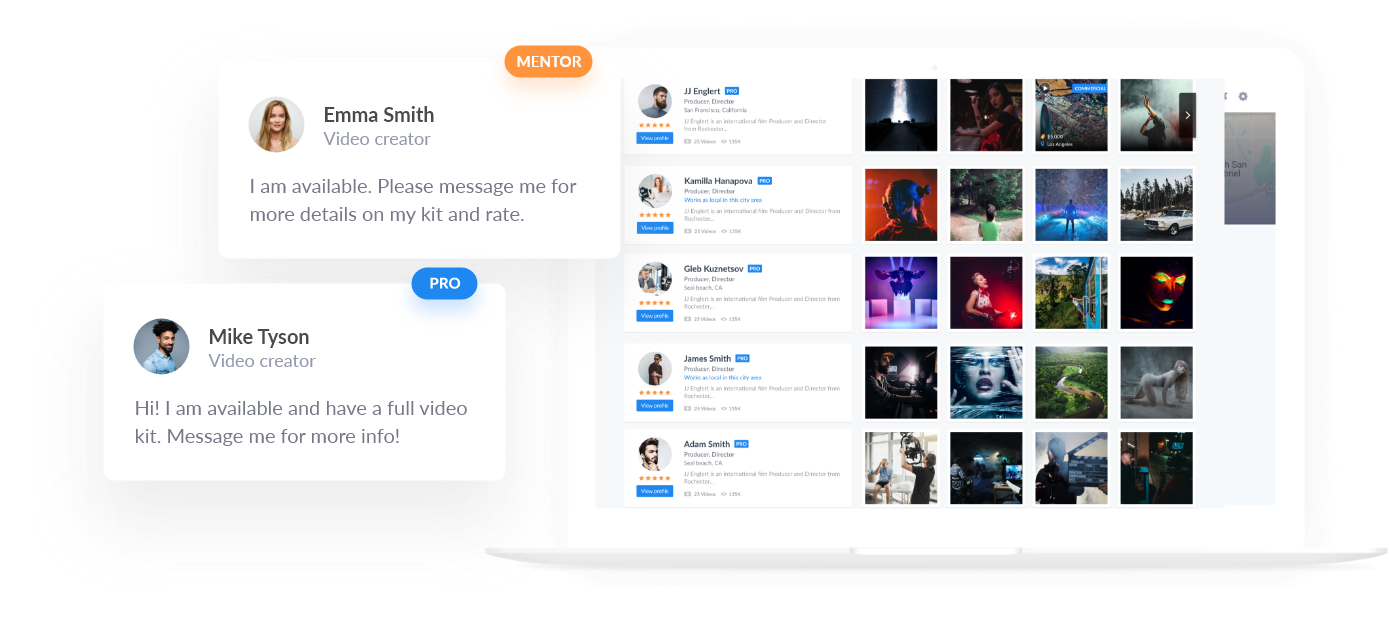 MENTOR
Emma Smith
Video creator
I am available. Please message me for
more details on my kit and rate.
PRO
Mike Tyson
Video creator
Hi! I am available and have a full video
kit. Message me for more info!
JJ Englert PRO
Producer, Director
San Francisco, California
JJ Englert is an international film Producer and Director
from Rochester...
View profile
25 Videos 135K
COMMERCIAL
$5 000
Los Angeles
Kamilla Hanapova PRO
Producer, Director
Works as local in this city area
JJ Englert is an international film Producer and Director from
Rochester...
View profile
25 Videos 135K
Gleb Kuznetsov PRO
Producer, Director
Seal beach, CA
JJ Englert is an international film Producer and Director from
Rochester...
View profile
25 Videos 135K
James Smith PRO
Producer, Director
Works as local in this city area
JJ Englert is an international film Producer and Director from
Rochester...
View profile
25 Videos 135K
Adam Smith PRO
Producer, Director
Seal beach, CA
JJ Englert is an international film Producer and Director from
Rochester...
View profile
25 Videos 135K
h San
briel